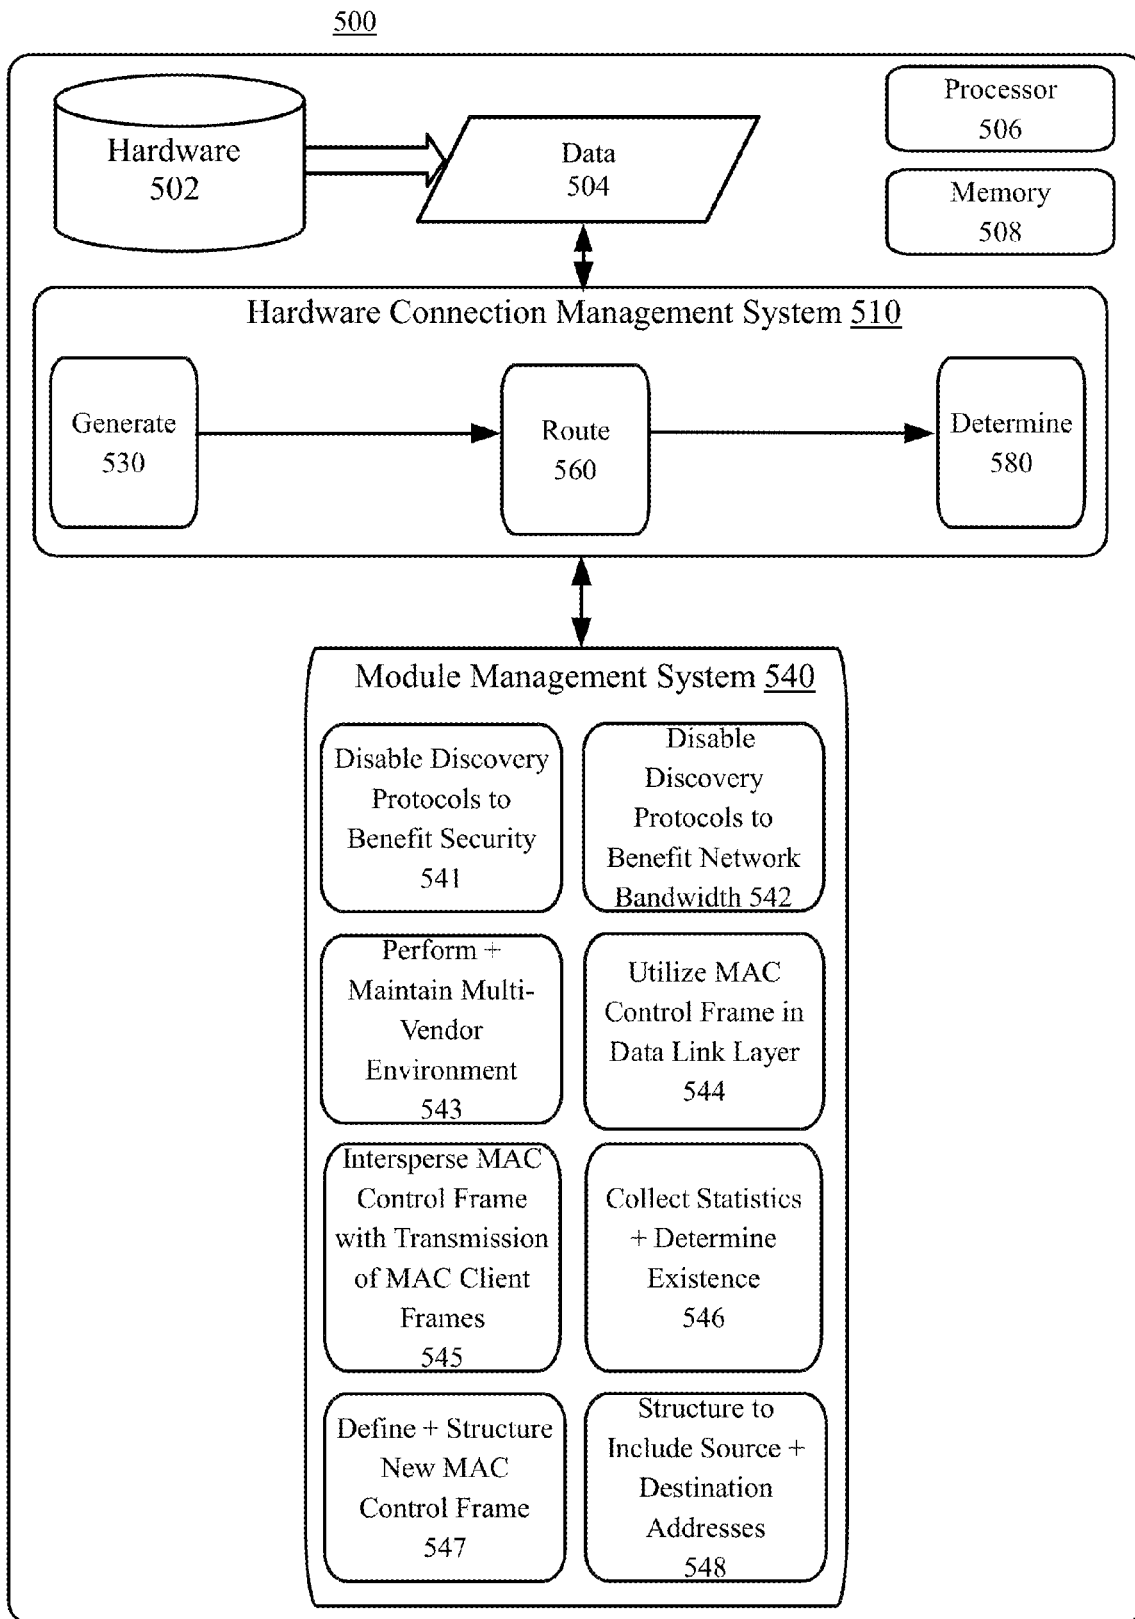 500
Hardware
502
Data
504
Processor
506
Memory
508
Hardware Connection Management System 510
Generate
530
Route
560
Determine
580
Module Management System 540
Disable Discovery
Protocols to
Benefit Security
541
Disable
Discovery
Protocols to
Benefit Network
Bandwidth 542
Perform +
Maintain Multi-
Vendor
Environment
543
Utilize MAC
Control Frame in
Data Link Layer
544
Intersperse MAC
Control Frame
with Transmission
of MAC Client
Frames
545
Collect Statistics
+ Determine
Existence
546
Define + Structure
New MAC
Control Frame
547
Structure to
Include Source +
Destination
Addresses
548